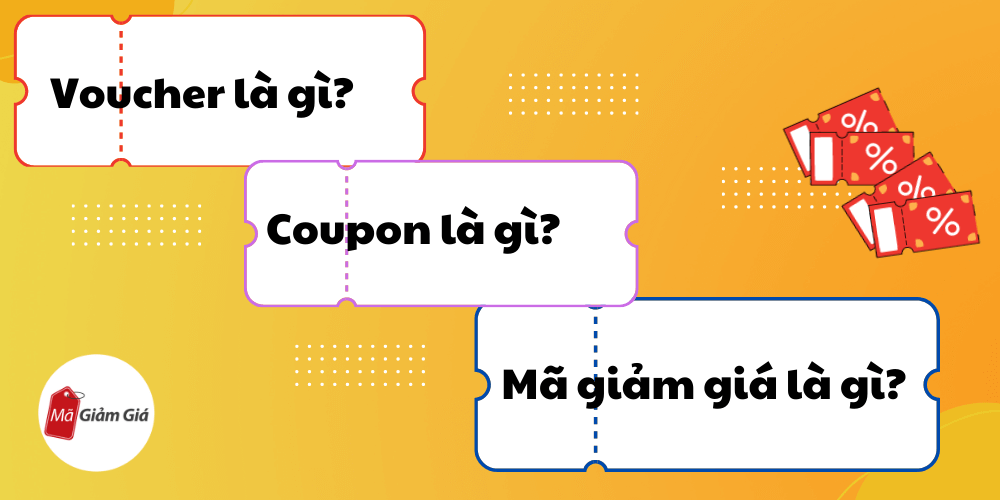 Voucher là gì?
%
%
Coupon là gì?
%
%
Mã giảm giá là gì?
Mã Giảm Giá